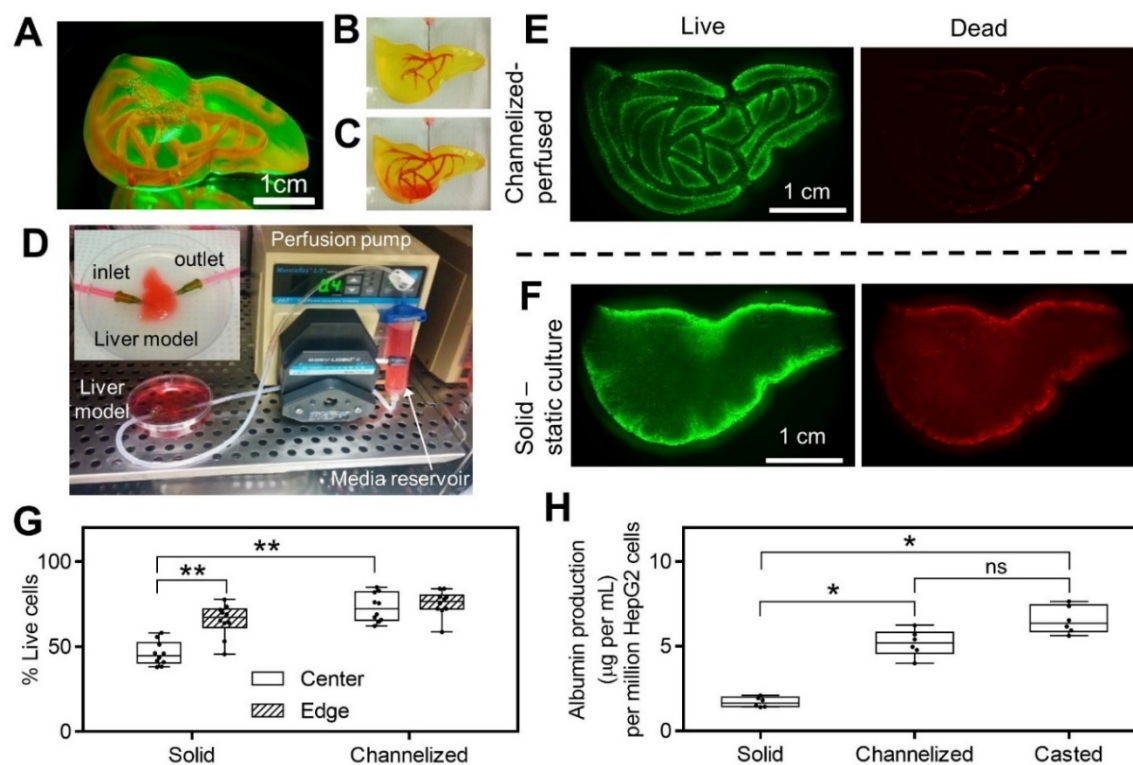 A
1cm
B
C
D
Perfusion pump
inlet
outlet
Liver model
Liver
model
Media reservoir
Channelized-
perfused
E
Live
Dead
1 cm
Solid –
static culture
F
1 cm
G
% Live cells
100
50
0
**
**
Center
Edge
Solid
Channelized
H
Albumin production
(µg per mL)
per million HepG2 cells
10
5
0
*
*
ns
Solid
Channelized
Casted